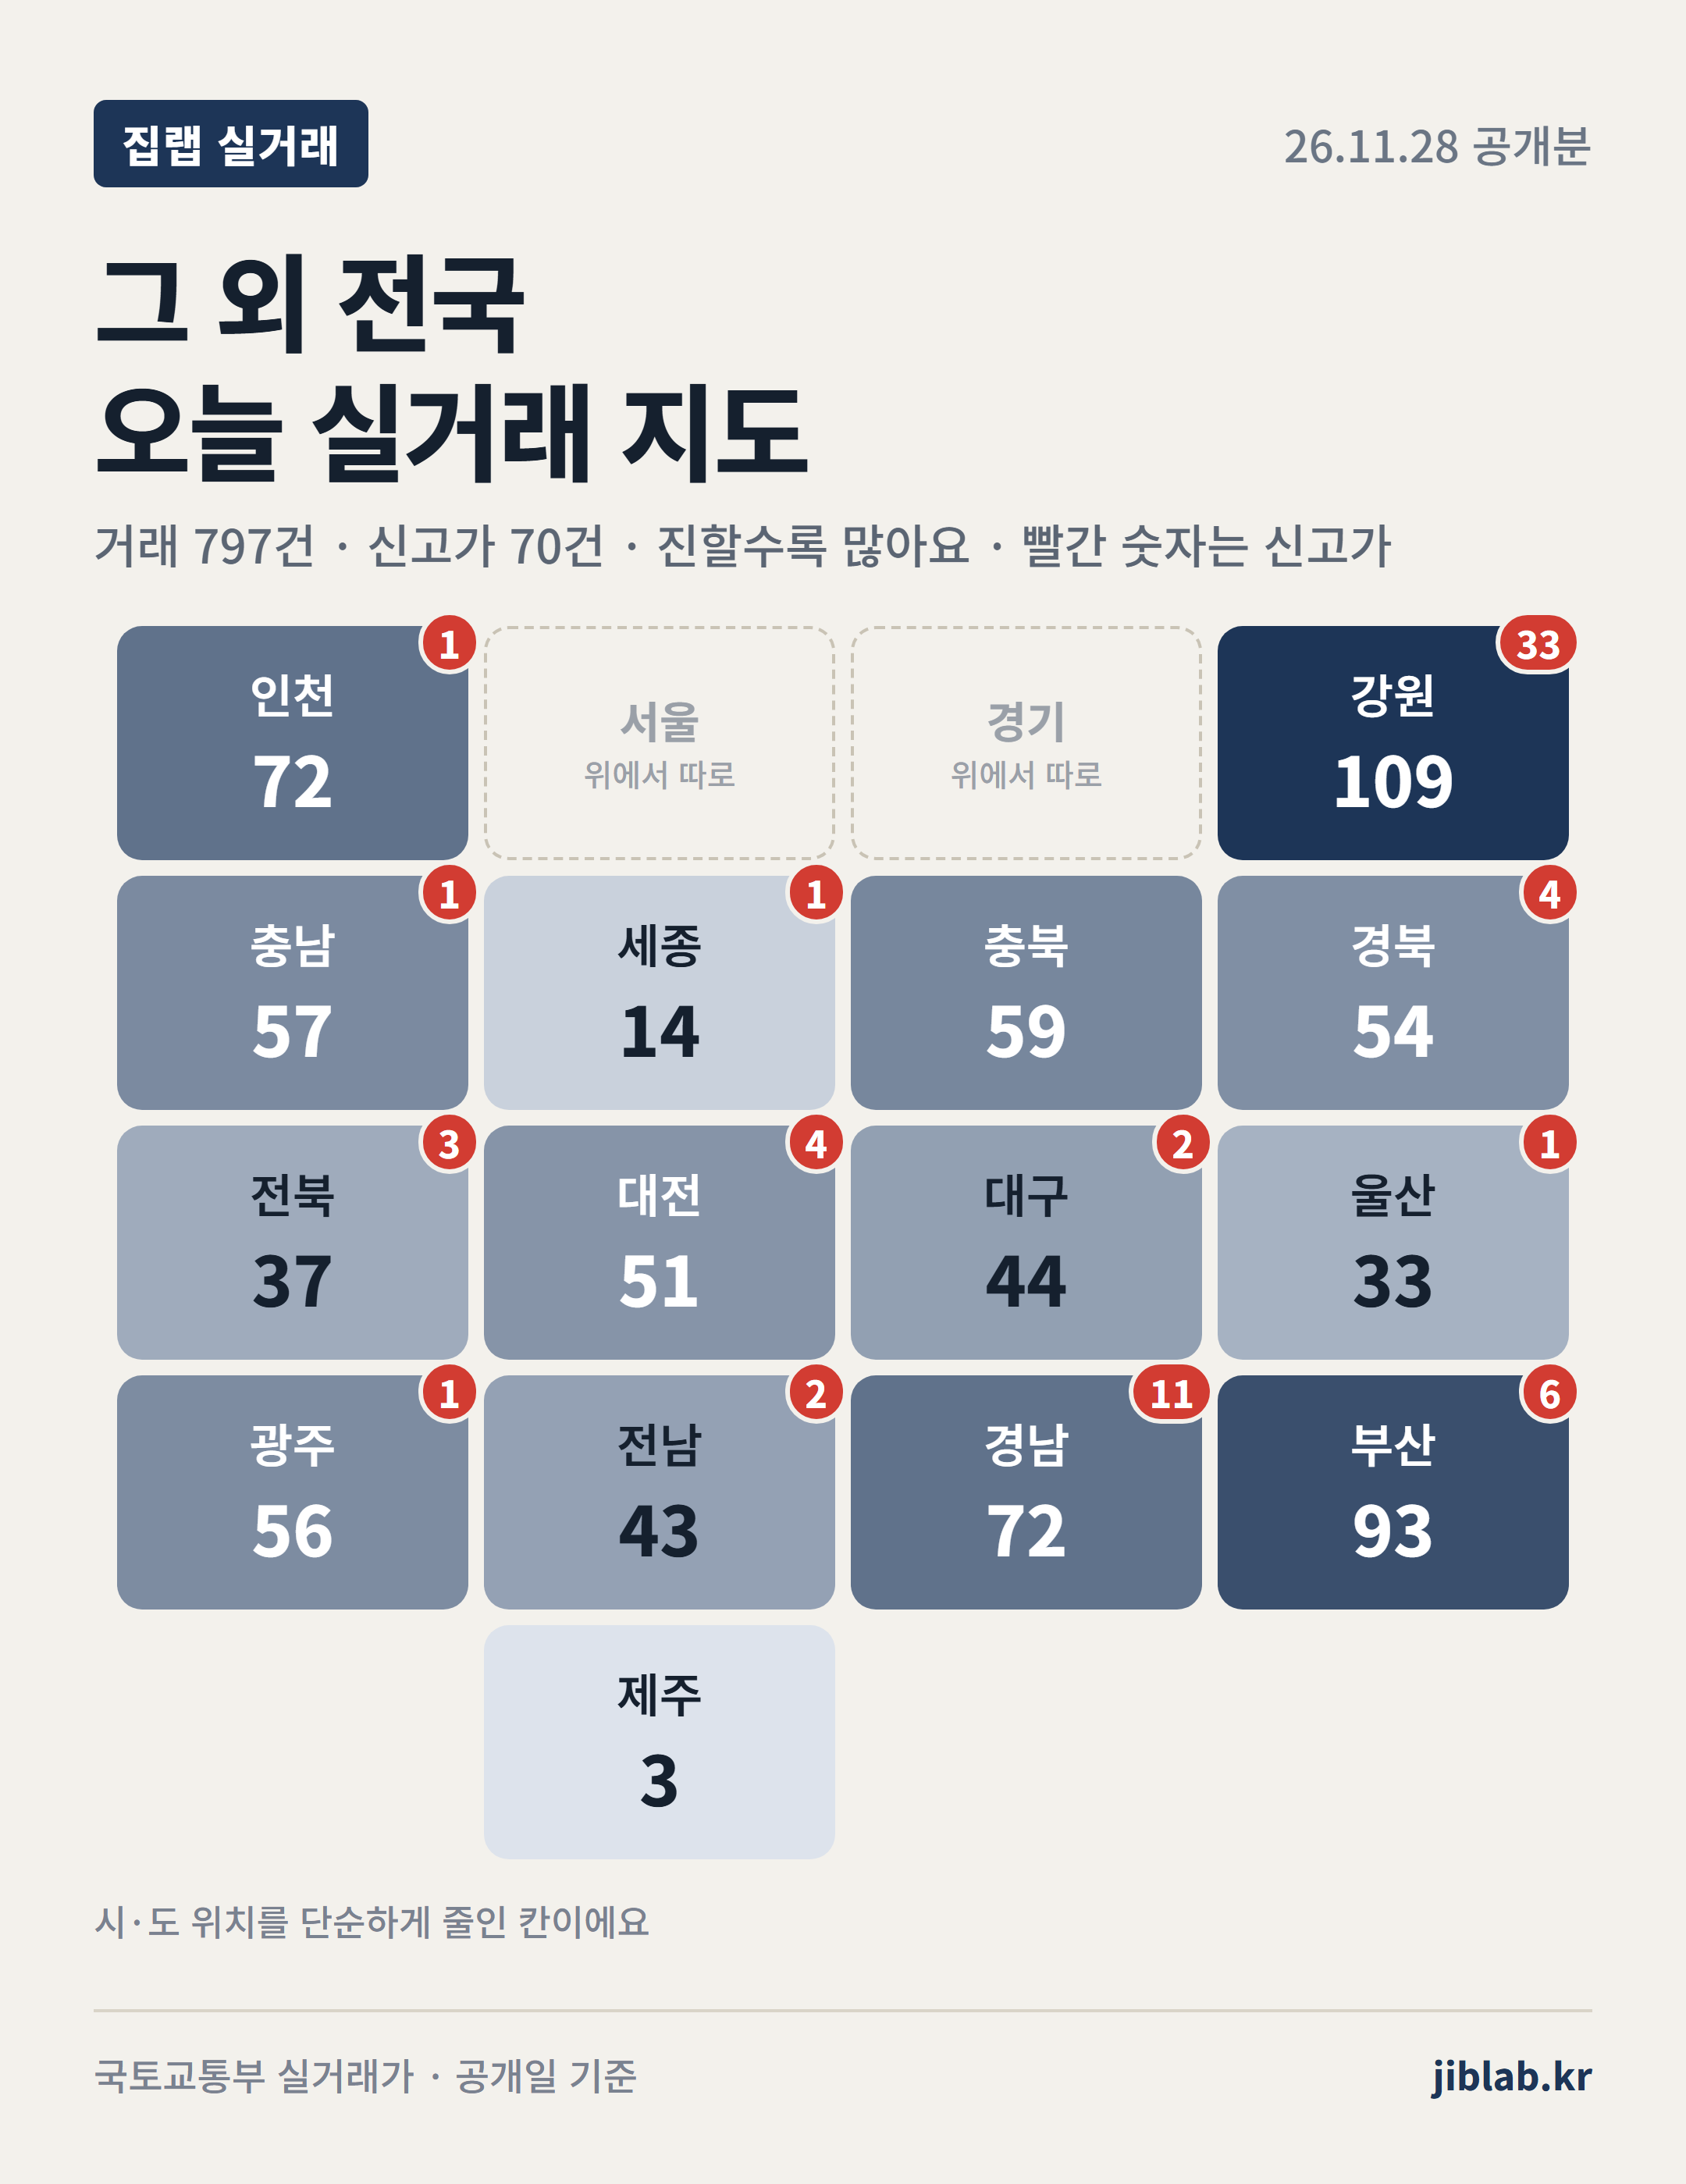 집랩 실거래
26.11.28 공개분
그 외 전국
오늘 실거래 지도
거래 797건 · 신고가 70건 · 진할수록 많아요 · 빨간 숫자는 신고가
1
인천
72
서울
위에서 따로
경기
위에서 따로
33
강원
109
1
충남
57
1
세종
14
충북
59
4
경북
54
3
전북
37
4
대전
51
2
대구
44
1
울산
33
1
광주
56
2
전남
43
11
경남
72
6
부산
93
제주
3
시·도 위치를 단순하게 줄인 칸이에요
국토교통부 실거래가 · 공개일 기준
jiblab.kr